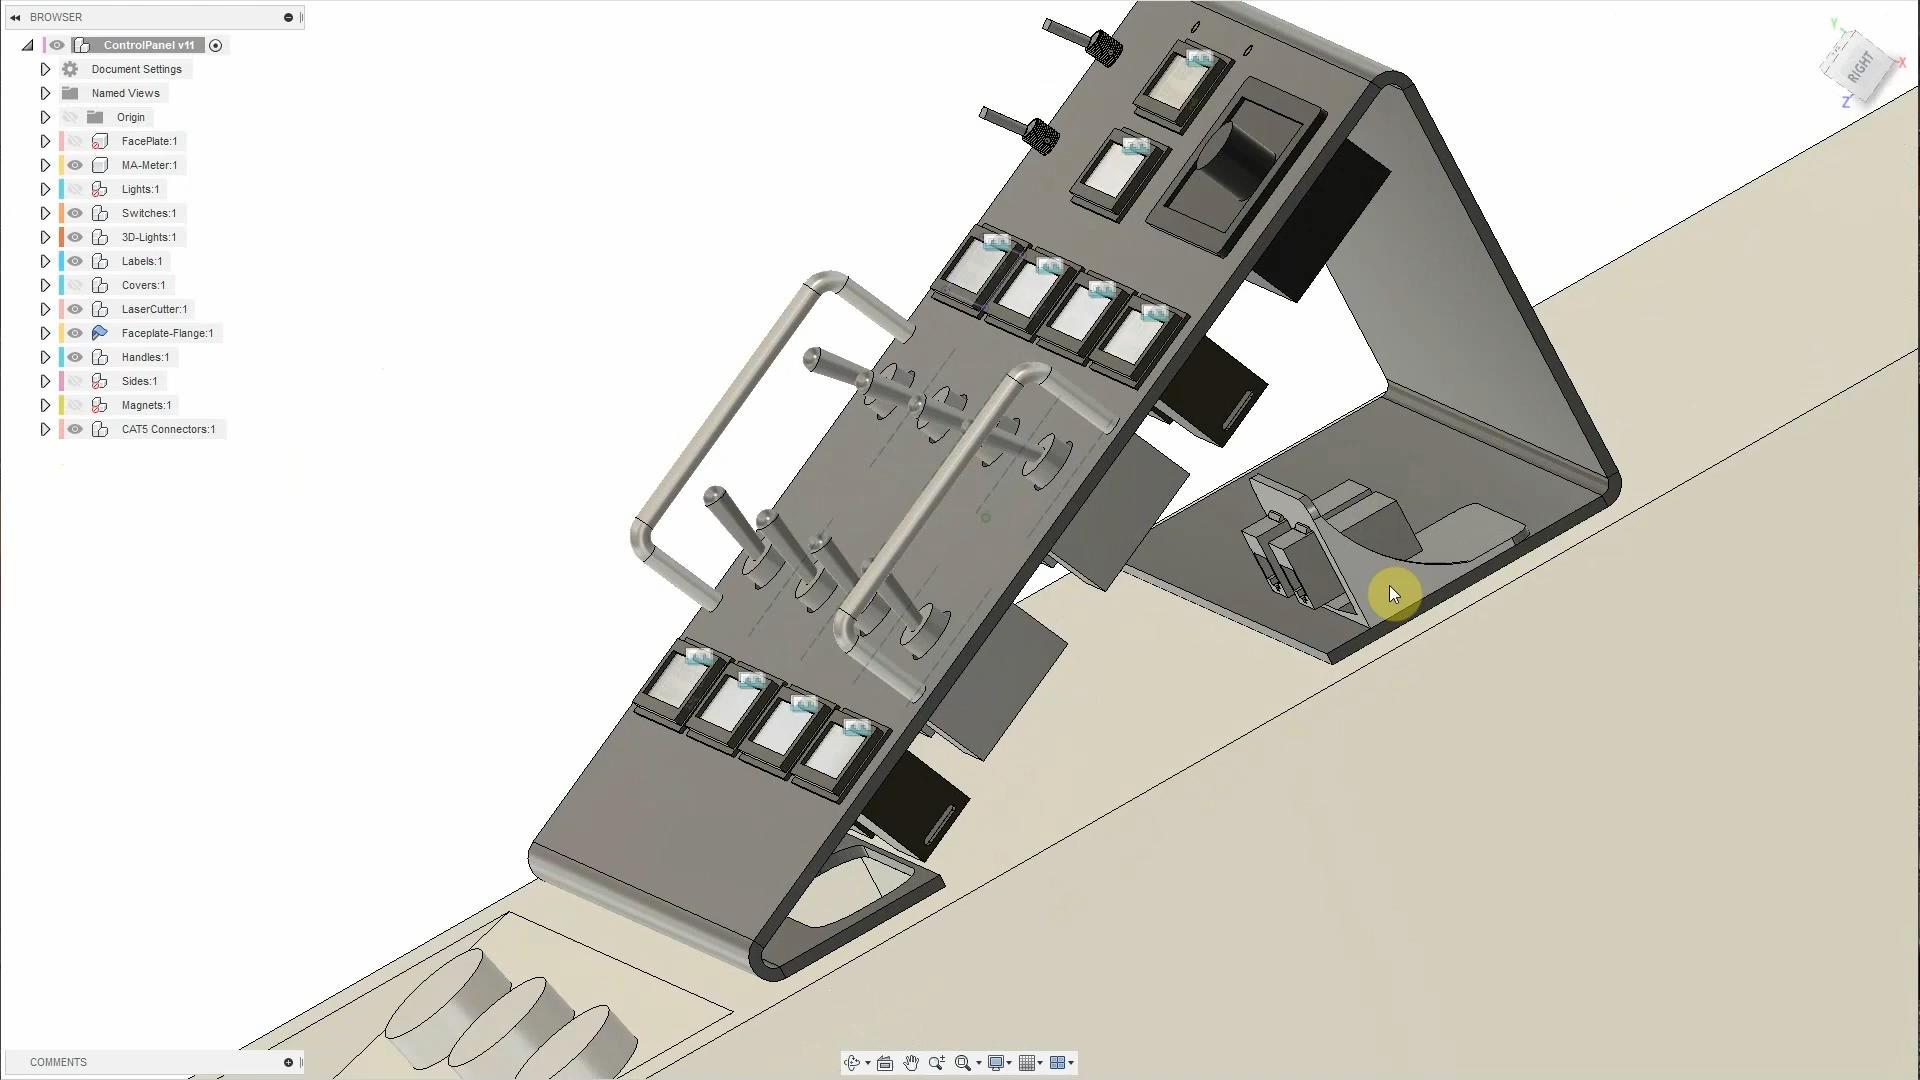 BROWSER
ControlPanel v11
Document Settings
Named Views
Origin
FacePlate:1
MA-Meter:1
Lights:1
Switches:1
3D-Lights:1
Labels:1
Covers:1
LaserCutter:1
Faceplate-Flange:1
Handles:1
Sides:1
Magnets:1
CAT5 Connectors:1
Y
X
RIGHT
Z
COMMENTS